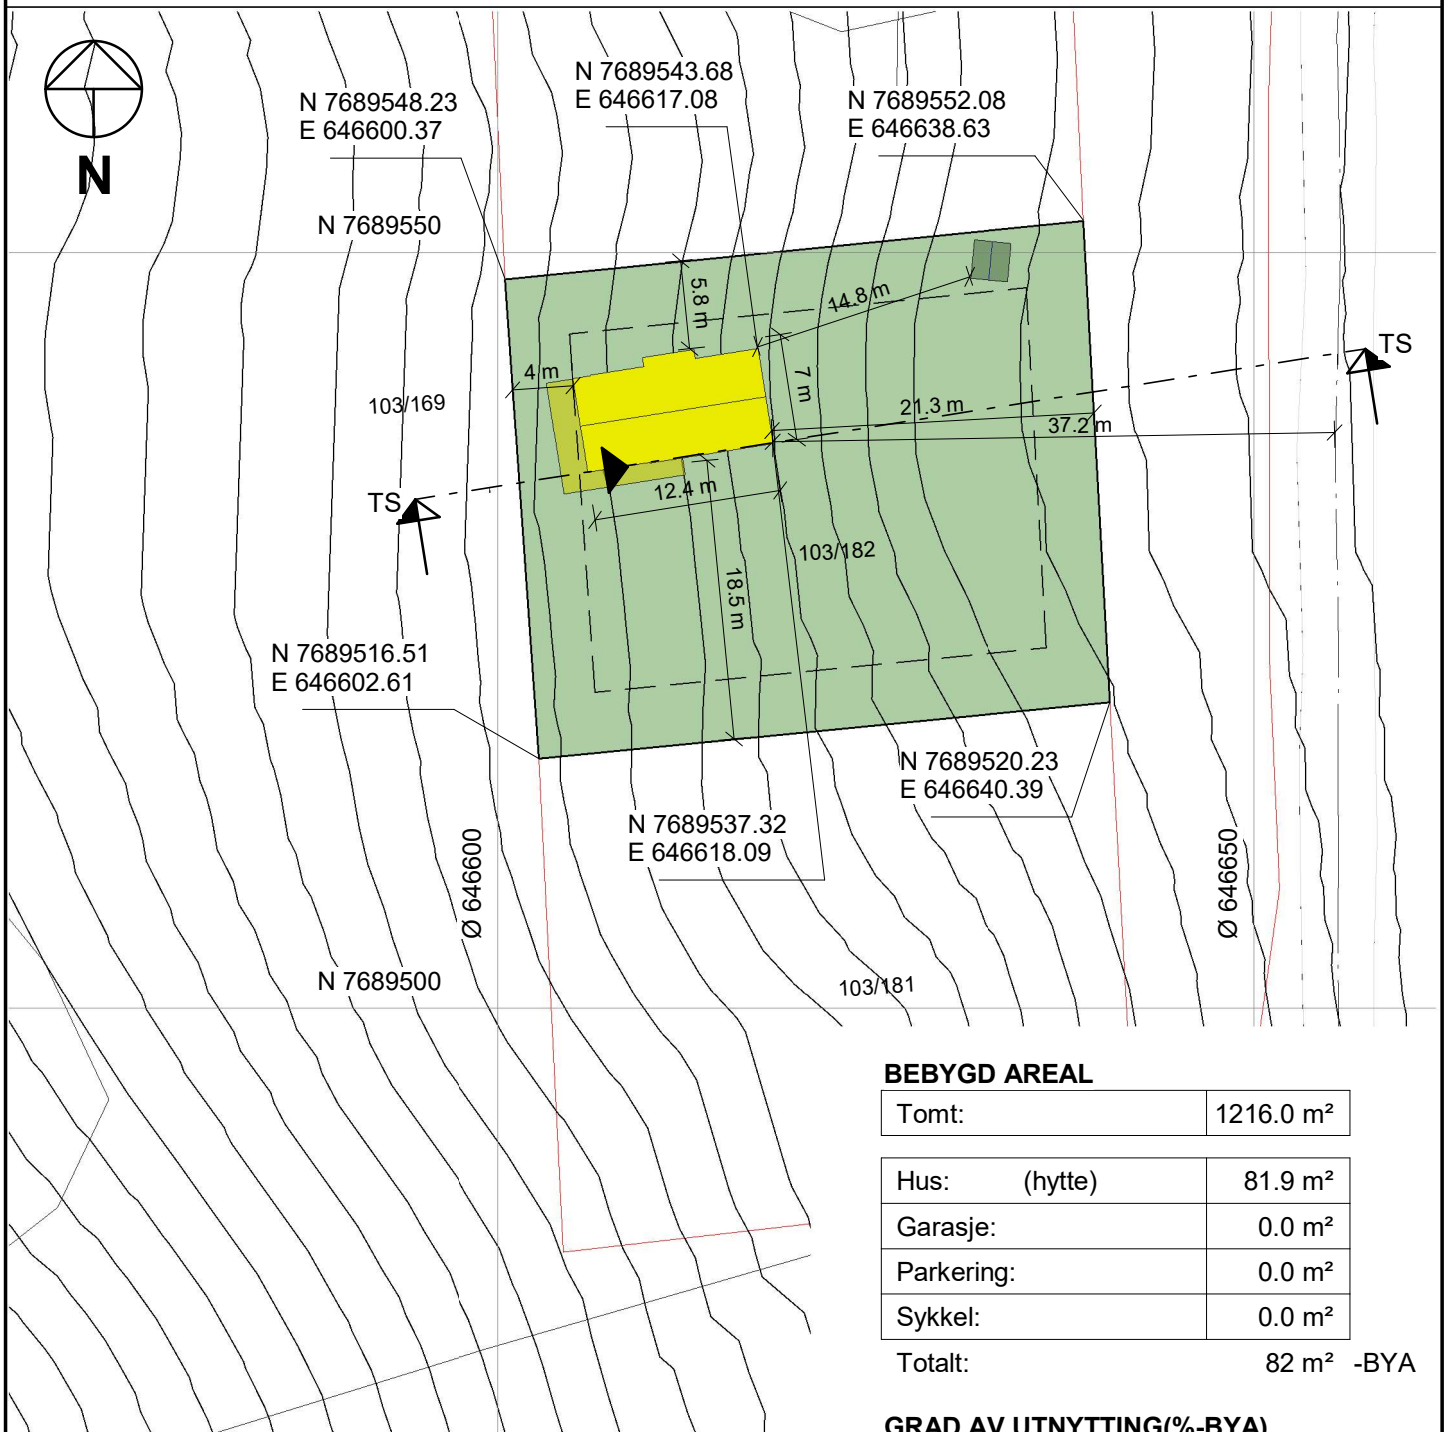 N 7689543.68
E 646617.08
N 7689548.23
E 646600.37
N 7689552.08
E 646638.63
N
N 7689550
5.8 m
14.8 m
TS
4 m
7 m
103/169
21.3 m
37.2 m
TS
12.4 m
103/182
18.5 m
N 7689516.51
E 646602.61
N 7689520.23
E 646640.39
N 7689537.32
E 646618.09
Ø 646600
Ø 646650
N 7689500
103/181
BEBYGD AREAL
Tomt: 1216.0 m²
Hus: (hytte) 81.9 m²
Garasje: 0.0 m²
Parkering: 0.0 m²
Sykkel: 0.0 m²
Totalt: 82 m² -BYA
GRAD AV UTNYTTING(%-BYA)